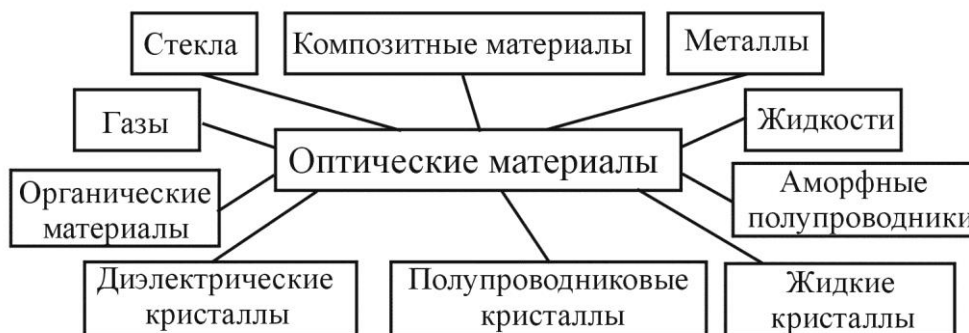 Стекла
Композитные материалы
Металлы
Газы
Жидкости
Оптические материалы
Органические
материалы
Аморфные
полупроводники
Диэлектрические
кристаллы
Полупроводниковые
кристаллы
Жидкие
кристаллы